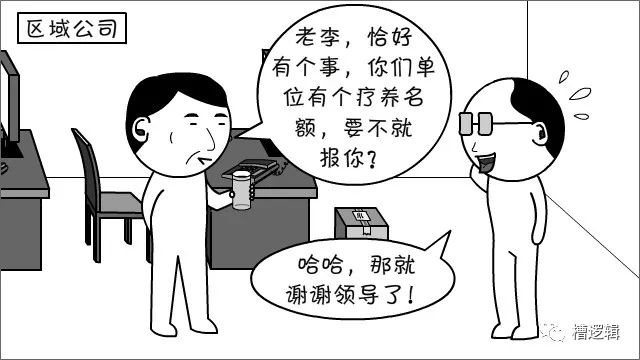 区域公司
老李，恰好
有个事，你们单
位有个疗养名
额，要不就
报你？
哈哈，那就
谢谢领导了！
槽逻辑